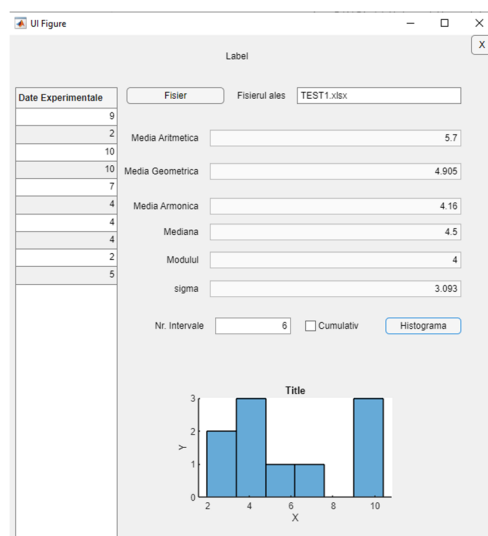 UI Figure
Label
X
Date Experimentale
9
2
10
10
7
4
4
4
2
5
Fisier Fisierul ales TEST1.xlsx
Media Aritmetica 5.7
Media Geometrica 4.905
Media Armonica 4.16
Mediana 4.5
Modulul 4
sigma 3.093
Nr. Intervale 6 Cumulativ Histograma
Title
3
2
1
0
Y
2 4 6 8 10
X